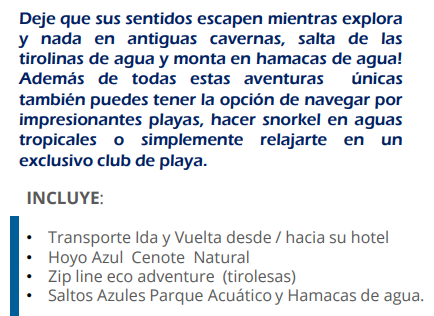 Deje que sus sentidos escapen mientras explora
y nada en antiguas cavernas, salta de las
tirolinas de agua y monta en hamacas de agua!
Además de todas estas aventuras únicas
también puedes tener la opción de navegar por
impresionantes playas, hacer snorkel en aguas
tropicales o simplemente relajarte en un
exclusivo club de playa.
INCLUYE:
• Transporte Ida y Vuelta desde / hacia su hotel
• Hoyo Azul Cenote Natural
• Zip line eco adventure (tirolesas)
• Saltos Azules Parque Acuático y Hamacas de agua.